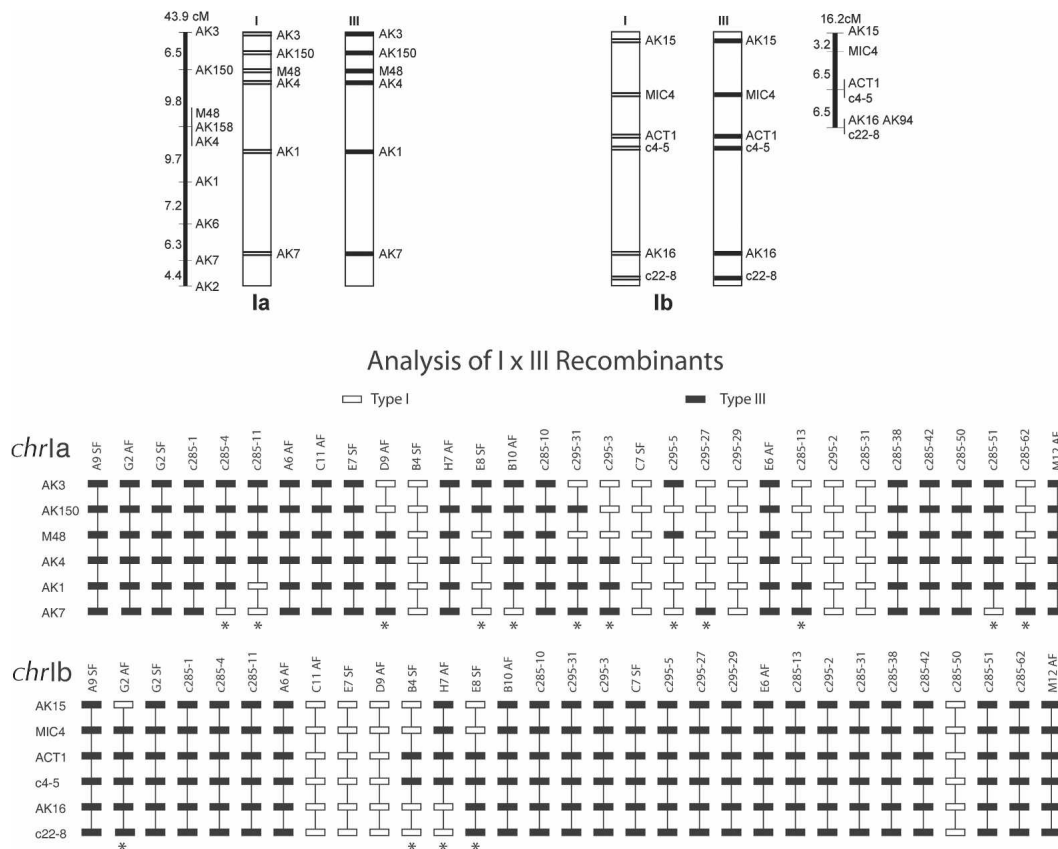 43.9 cM
AK3
6.5
AK150
9.8
M48
AK158
AK4
9.7
AK1
7.2
AK6
6.3
AK7
4.4
AK2
I
AK3
AK150
M48
AK4
AK1
AK7
III
AK3
AK150
M48
AK4
AK1
AK7
Ia
I
AK15
MIC4
ACT1
c4-5
AK16
c22-8
III
AK15
MIC4
ACT1
c4-5
AK16
c22-8
Ib
16.2cM
AK15
3.2
MIC4
6.5
ACT1
c4-5
6.5
AK16 AK94
c22-8
Analysis of I x III Recombinants
Type I
Type III
chrIa
A9 SF
G2 AF
G2 SF
c285-1
c285-4
c285-11
A6 AF
C11 AF
E7 SF
D9 AF
B4 SF
H7 AF
E8 SF
B10 AF
c285-10
c295-31
c295-3
C7 SF
c295-5
c295-27
c295-29
E6 AF
c285-13
c295-2
c285-31
c285-38
c285-42
c285-50
c285-51
c285-62
M12 AF
AK3
AK150
M48
AK4
AK1
AK7
* * * * * * * * * * * *
chrIb
A9 SF
G2 AF
G2 SF
c285-1
c285-4
c285-11
A6 AF
C11 AF
E7 SF
D9 AF
B4 SF
H7 AF
E8 SF
B10 AF
c285-10
c295-31
c295-3
C7 SF
c295-5
c295-27
c295-29
E6 AF
c285-13
c295-2
c285-31
c285-38
c285-42
c285-50
c285-51
c285-62
M12 AF
AK15
MIC4
ACT1
c4-5
AK16
c22-8
* * * *